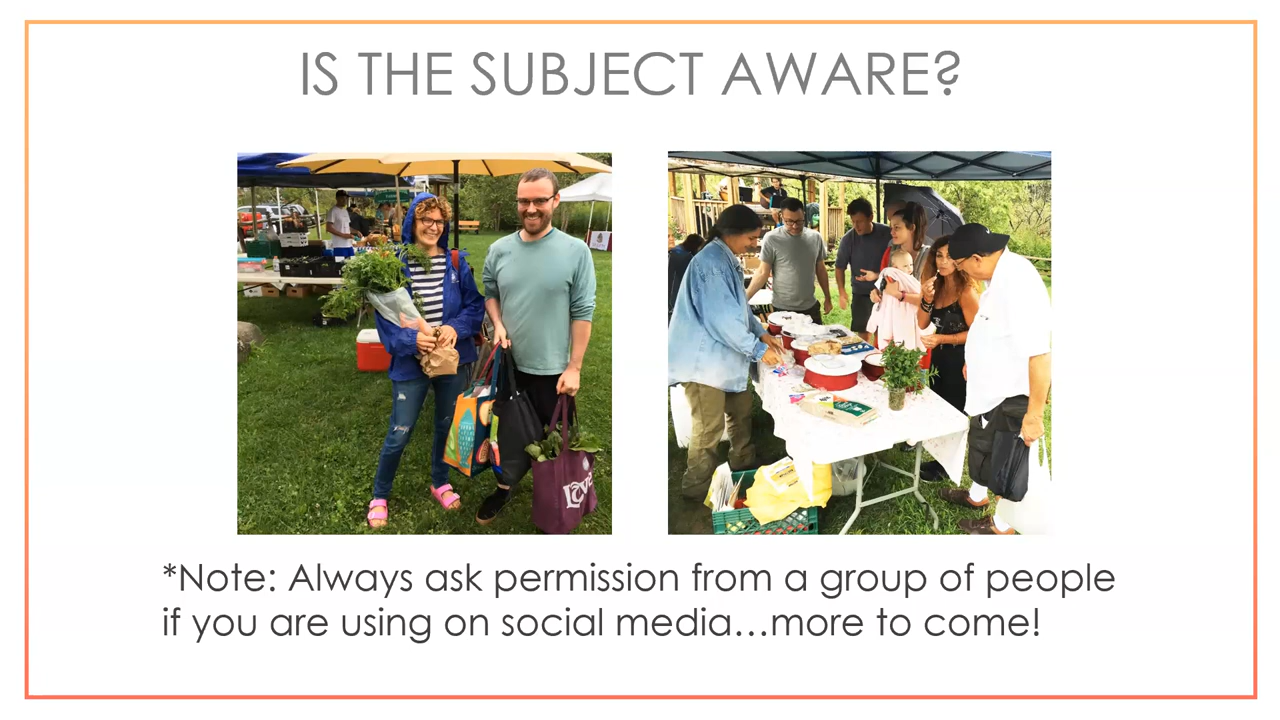 IS THE SUBJECT AWARE?
Love
*Note: Always ask permission from a group of people
if you are using on social media…more to come!